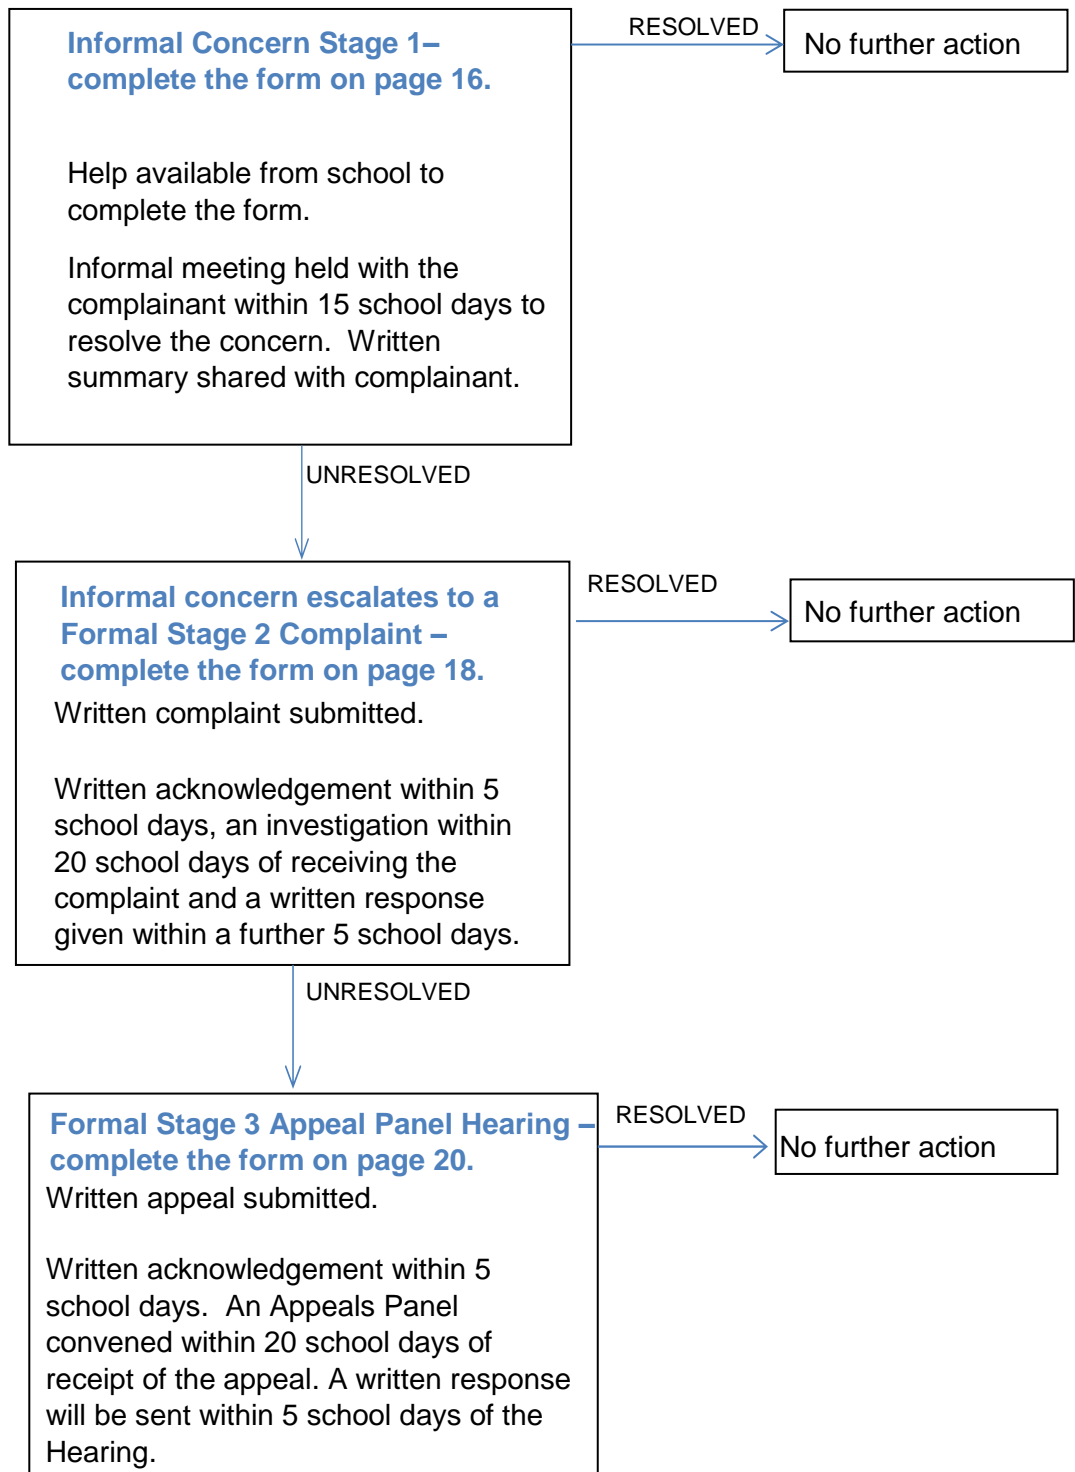 Informal Concern Stage 1–
complete the form on page 16.
Help available from school to
complete the form.
Informal meeting held with the
complainant within 15 school days to
resolve the concern.  Written
summary shared with complainant.
RESOLVED
No further action
UNRESOLVED
Informal concern escalates to a
Formal Stage 2 Complaint –
complete the form on page 18.
Written complaint submitted.
Written acknowledgement within 5
school days, an investigation within
20 school days of receiving the
complaint and a written response
given within a further 5 school days.
RESOLVED
No further action
UNRESOLVED
Formal Stage 3 Appeal Panel Hearing –
complete the form on page 20.
Written appeal submitted.
Written acknowledgement within 5
school days.  An Appeals Panel
convened within 20 school days of
receipt of the appeal. A written response
will be sent within 5 school days of the
Hearing.
RESOLVED
No further action